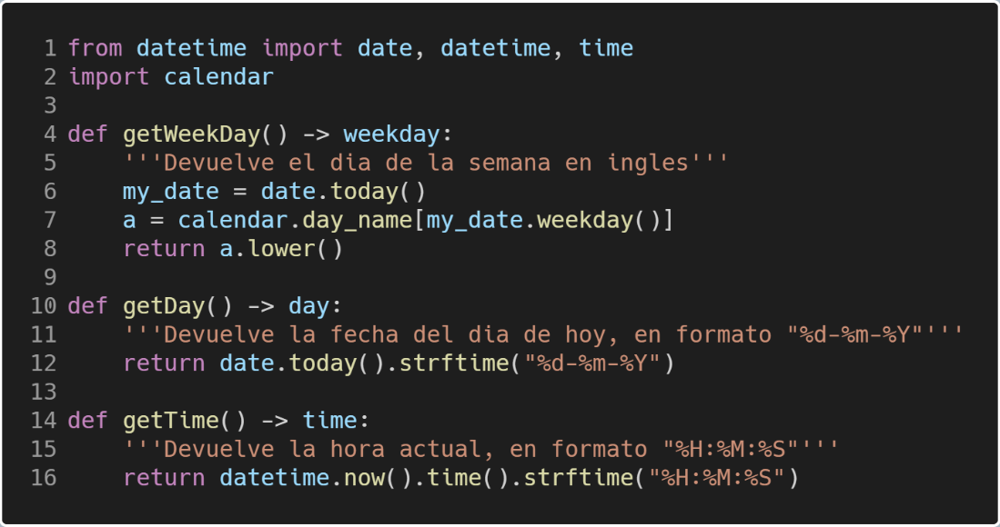 1 from datetime import date, datetime, time
2 import calendar
3
4 def getWeekDay() -> weekday:
5     '''Devuelve el dia de la semana en ingles'''
6     my_date = date.today()
7     a = calendar.day_name[my_date.weekday()]
8     return a.lower()
9
10 def getDay() -> day:
11     '''Devuelve la fecha del dia de hoy, en formato "%d-%m-%Y"'''
12     return date.today().strftime("%d-%m-%Y")
13
14 def getTime() -> time:
15     '''Devuelve la hora actual, en formato "%H:%M:%S"'''
16     return datetime.now().time().strftime("%H:%M:%S")